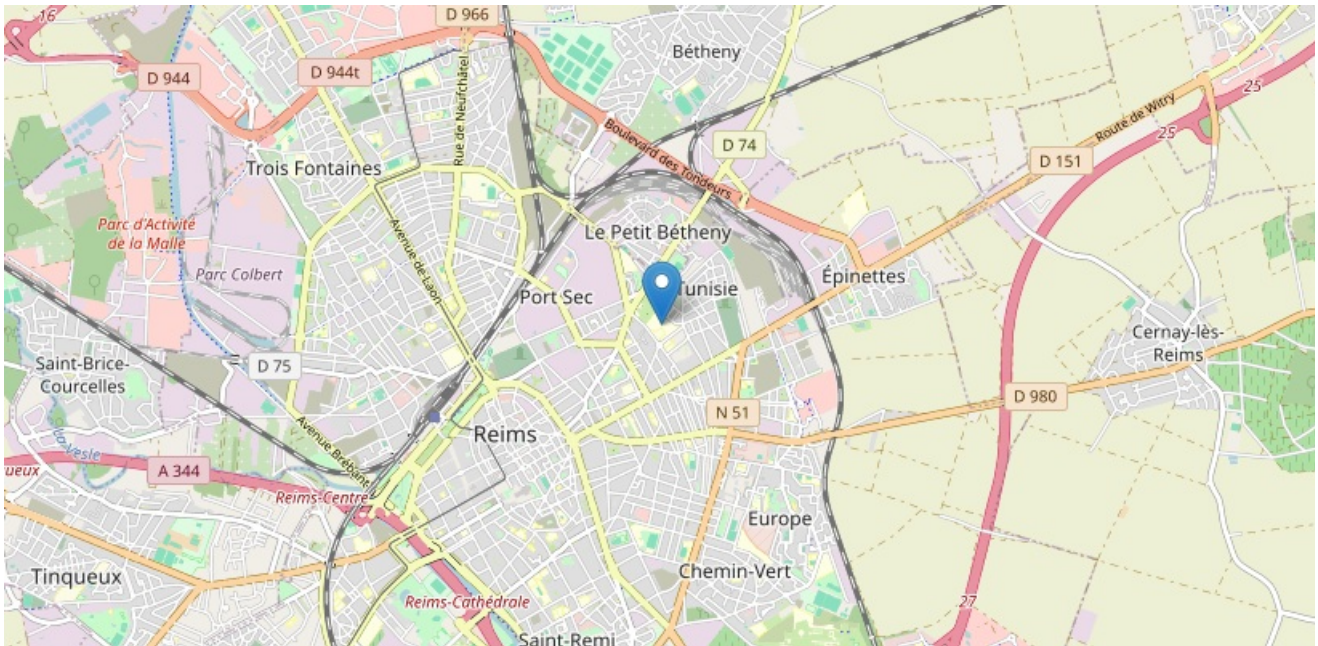 16
D 966
D 944
D 944t
Bétheny
25
Rue de Neufchâtel
Boulevard des Tondeurs
Route de Witry
25
D 74
D 151
Trois Fontaines
Parc d'Activité
de la Malle
Avenue de Laon
Le Petit Bétheny
Parc Colbert
Port Sec
Tunisie
Épinettes
Cernay-lès-
Reims
Saint-Brice-
Courcelles
D 75
D 980
N 51
Reims
Avenue Brébant
la Vesle
ueux
A 344
Reims-Centre
Europe
Tinqueux
Chemin-Vert
Reims-Cathédrale
27
Saint-Remi